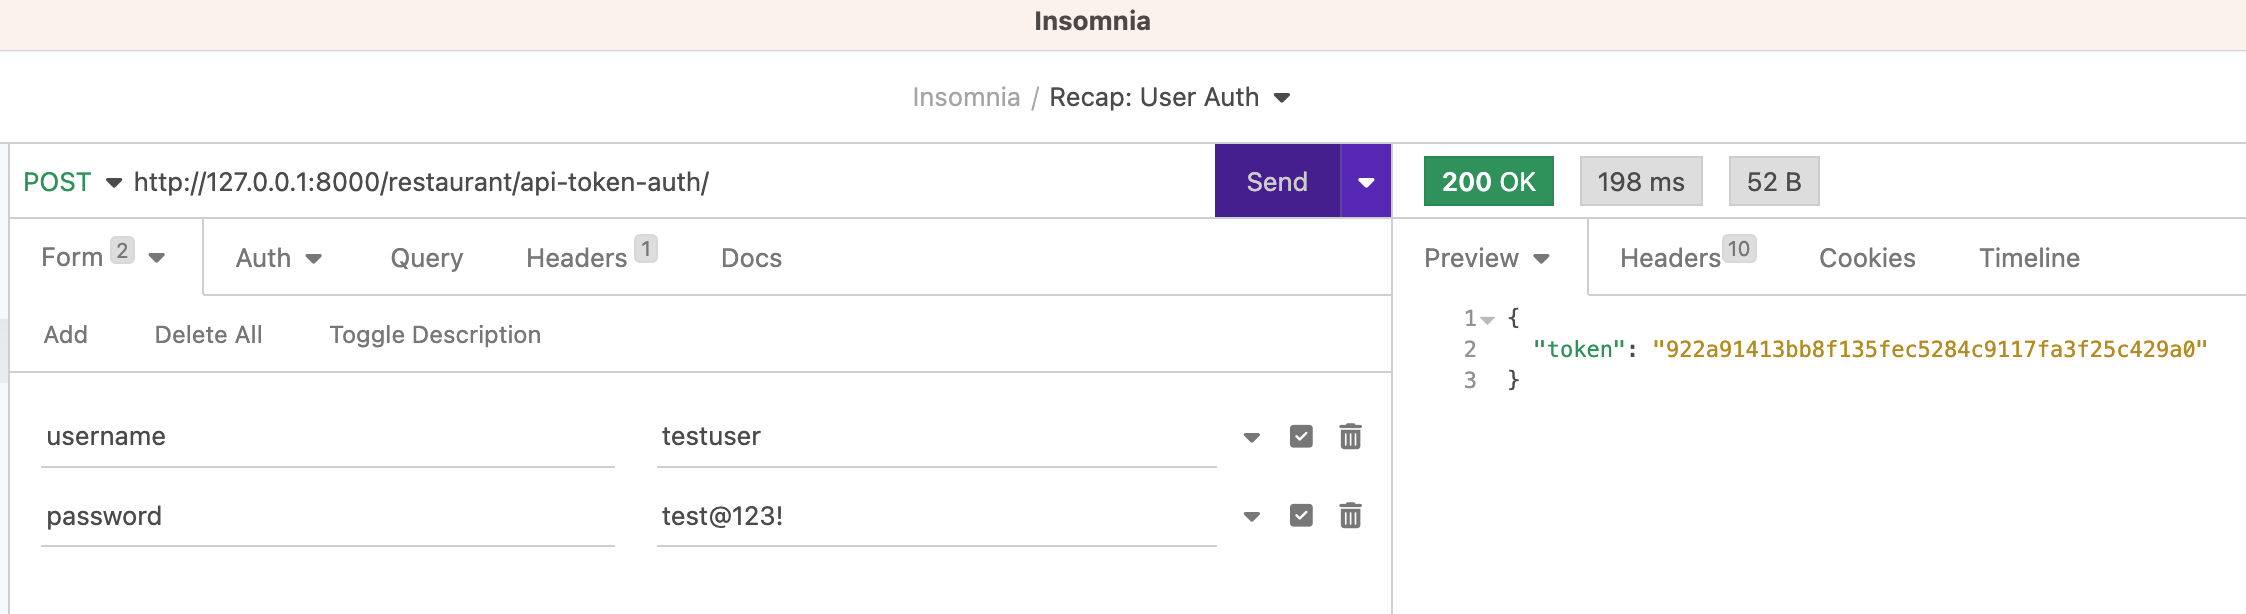 Insomnia
Insomnia / Recap: User Auth
POST http://127.0.0.1:8000/restaurant/api-token-auth/ Send
200 OK 198 ms 52 B
Form 2 Auth Query Headers 1 Docs
Preview Headers 10 Cookies Timeline
Add Delete All Toggle Description
1 {
2 "token": "922a91413bb8f135fec5284c9117fa3f25c429a0"
3 }
username testuser
password test@123!